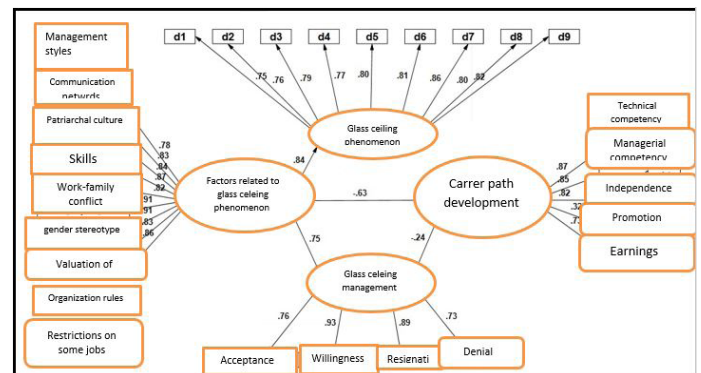 Management
styles
Communication
Patriarchal culture
Skills
Work-family
conflict
gender stereotype
Valuation of
Organization rules
Restrictions on
some jobs
d1
d2
d3
d4
d5
d6
d7
d8
d9
.75
.76
.79
.77
.80
.81
.86
.80
.82
Glass ceiling
phenomenon
.84
.78
.83
.84
.87
.82
.91
.91
.83
.86
Factors related to
glass celeing
phenomenon
-.63
Carrer path
development
.75
-.24
Glass celeing
management
.87
.85
.82
Technical
competency
Managerial
competency
Independence
Promotion
Earnings
.76
.93
.89
.73
Acceptance
Willingness
Resignati
Denial